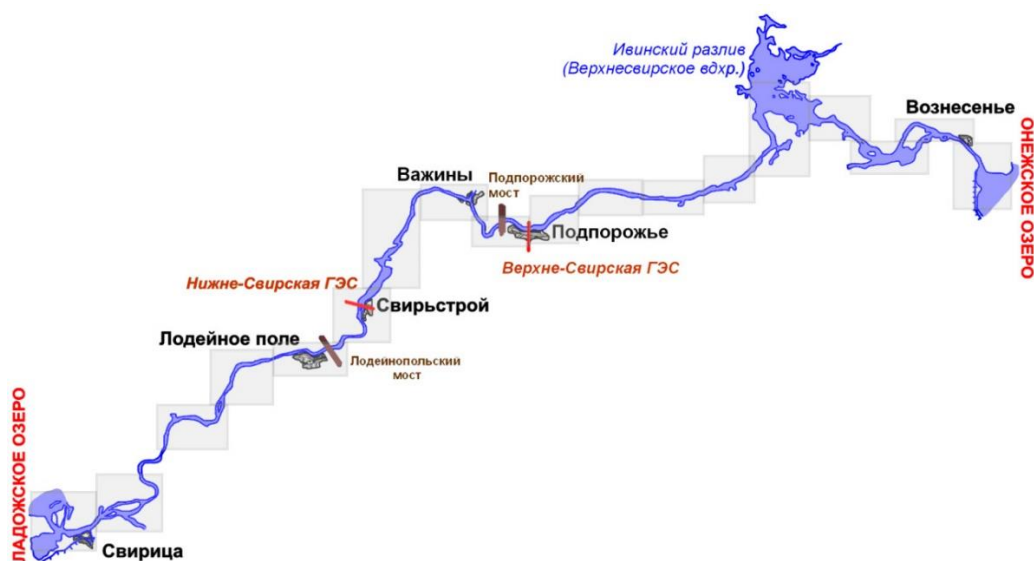 Ивинский разлив
(Верхнесвирское вдхр.)
Вознесенье
ОНЕЖСКОЕ ОЗЕРО
Важины
Подпорожский
мост
Подпорожье
Верхне-Свирская ГЭС
Нижне-Свирская ГЭС
Свирьстрой
Лодейное поле
Лодейнопольский
мост
ЛАДОЖСКОЕ ОЗЕРО
Свирица